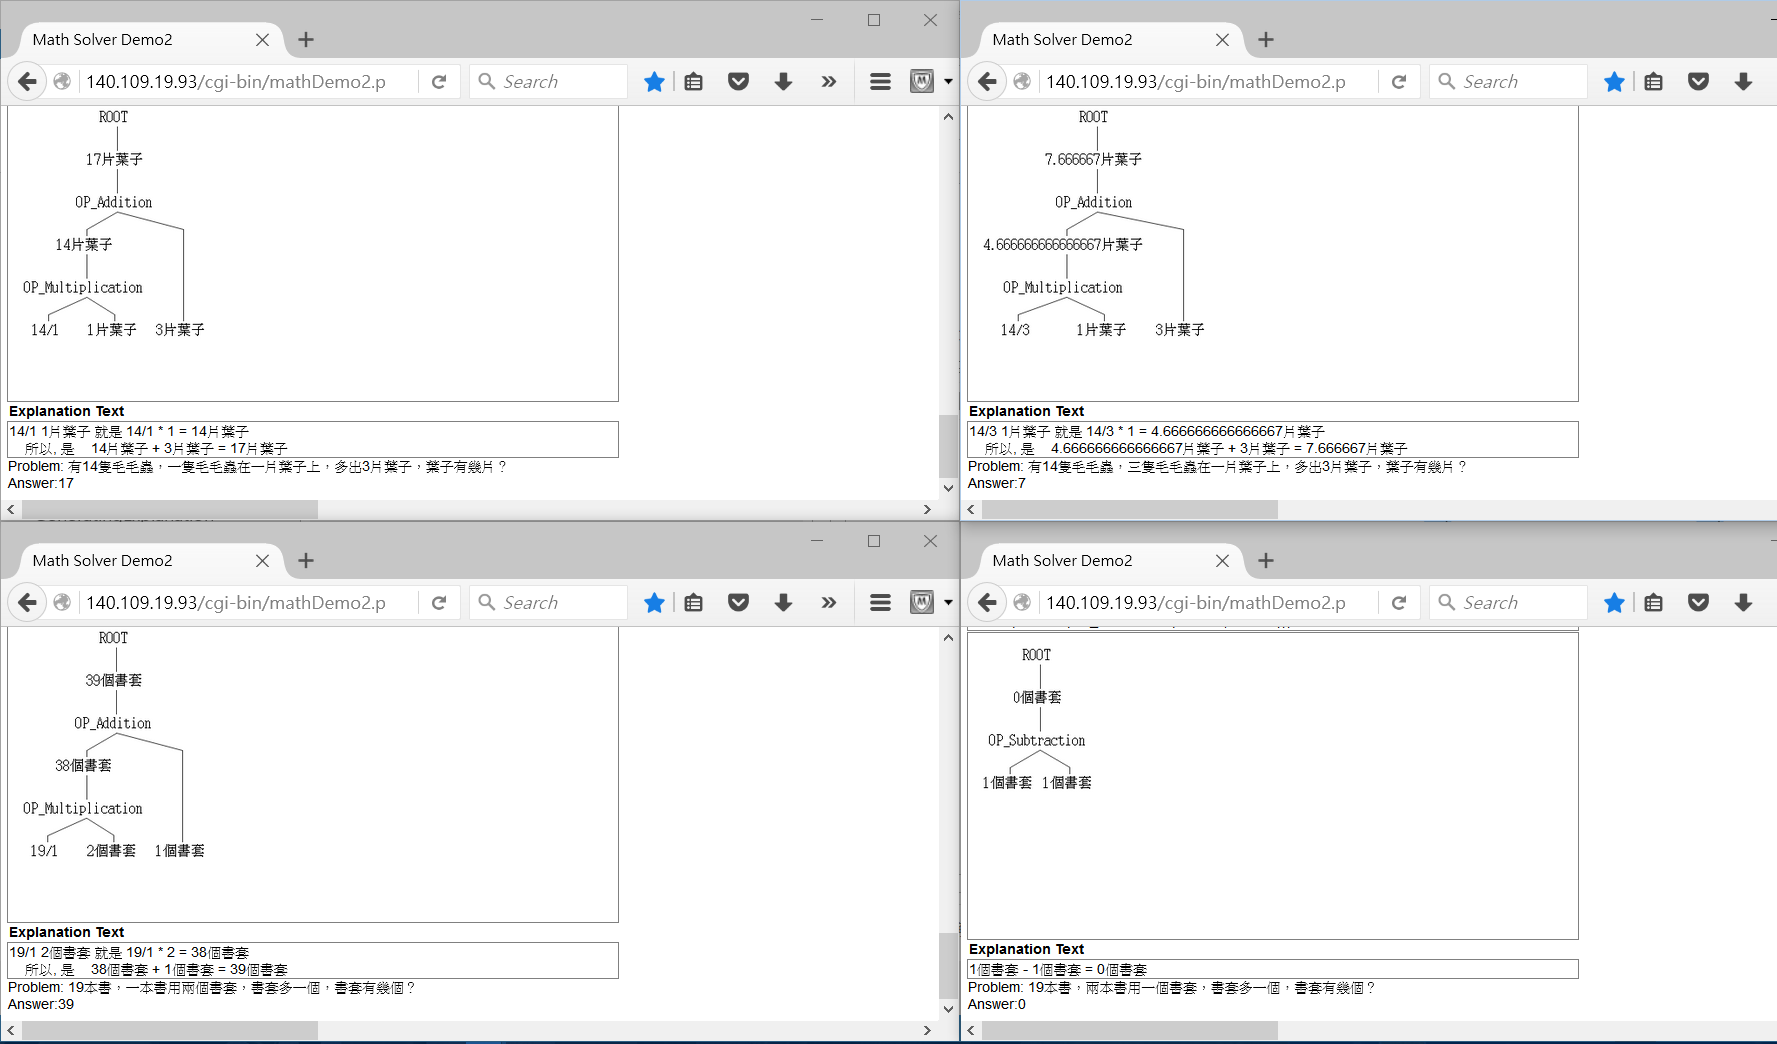 Math Solver Demo2
140.109.19.93/cgi-bin/mathDemo2.p
Search
ROOT
17片葉子
OP_Addition
14片葉子
OP_Multiplication
14/1 1片葉子 3片葉子
Explanation Text
14/1 1片葉子 就是 14/1 * 1 = 14片葉子
所以, 是 14片葉子 + 3片葉子 = 17片葉子
Problem: 有14隻毛毛蟲，一隻毛毛蟲在一片葉子上，多出3片葉子，葉子有幾片？
Answer:17
Math Solver Demo2
140.109.19.93/cgi-bin/mathDemo2.p
Search
ROOT
7.666667片葉子
OP_Addition
4.666666666666667片葉子
OP_Multiplication
14/3 1片葉子 3片葉子
Explanation Text
14/3 1片葉子 就是 14/3 * 1 = 4.666666666666667片葉子
所以, 是 4.666666666666667片葉子 + 3片葉子 = 7.666667片葉子
Problem: 有14隻毛毛蟲，三隻毛毛蟲在一片葉子上，多出3片葉子，葉子有幾片？
Answer:7
Math Solver Demo2
140.109.19.93/cgi-bin/mathDemo2.p
Search
ROOT
39個書套
OP_Addition
38個書套
OP_Multiplication
19/1 2個書套 1個書套
Explanation Text
19/1 2個書套 就是 19/1 * 2 = 38個書套
所以, 是 38個書套 + 1個書套 = 39個書套
Problem: 19本書，一本書用兩個書套，書套多一個，書套有幾個？
Answer:39
Math Solver Demo2
140.109.19.93/cgi-bin/mathDemo2.p
Search
ROOT
0個書套
OP_Subtraction
1個書套 1個書套
Explanation Text
1個書套 - 1個書套 = 0個書套
Problem: 19本書，兩本書用一個書套，書套多一個，書套有幾個？
Answer:0